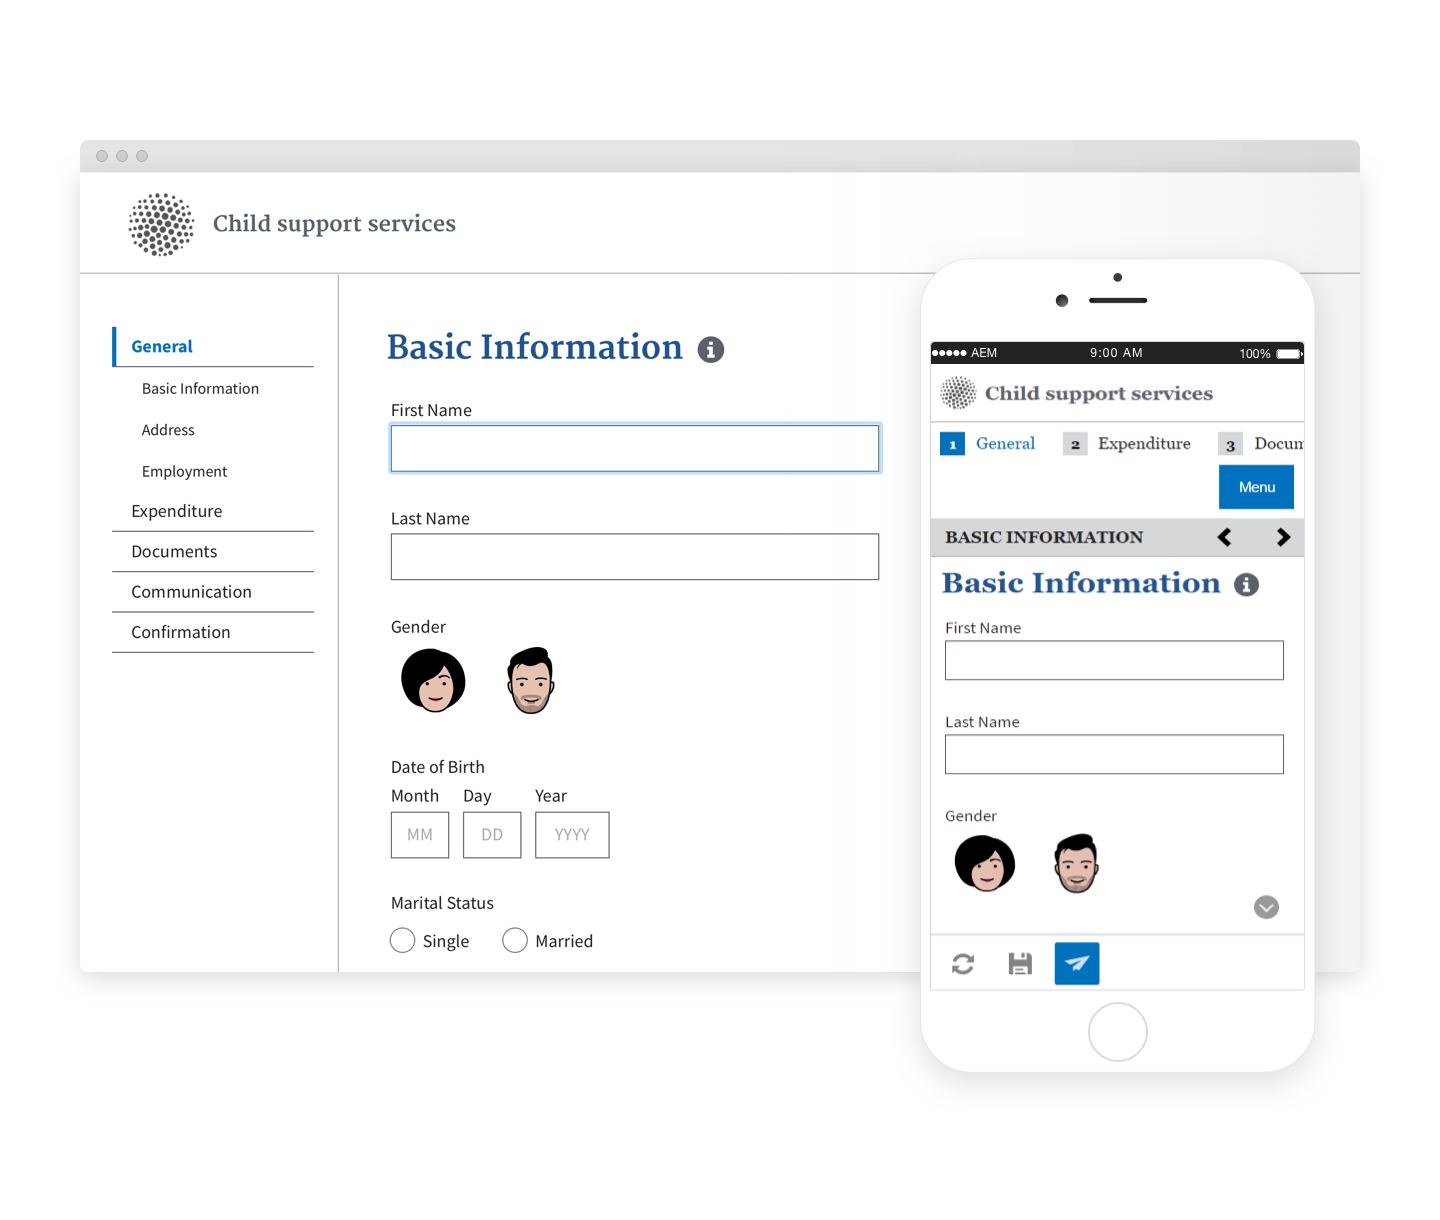 Child support services
General
Basic Information
Address
Employment
Expenditure
Documents
Communication
Confirmation
Basic Information
First Name
Last Name
Gender
Date of Birth
Month Day Year
MM DD YYYY
Marital Status
Single Married
AEM 9:00 AM 100%
Child support services
1 General 2 Expenditure 3 Docum
Menu
BASIC INFORMATION
Basic Information
First Name
Last Name
Gender